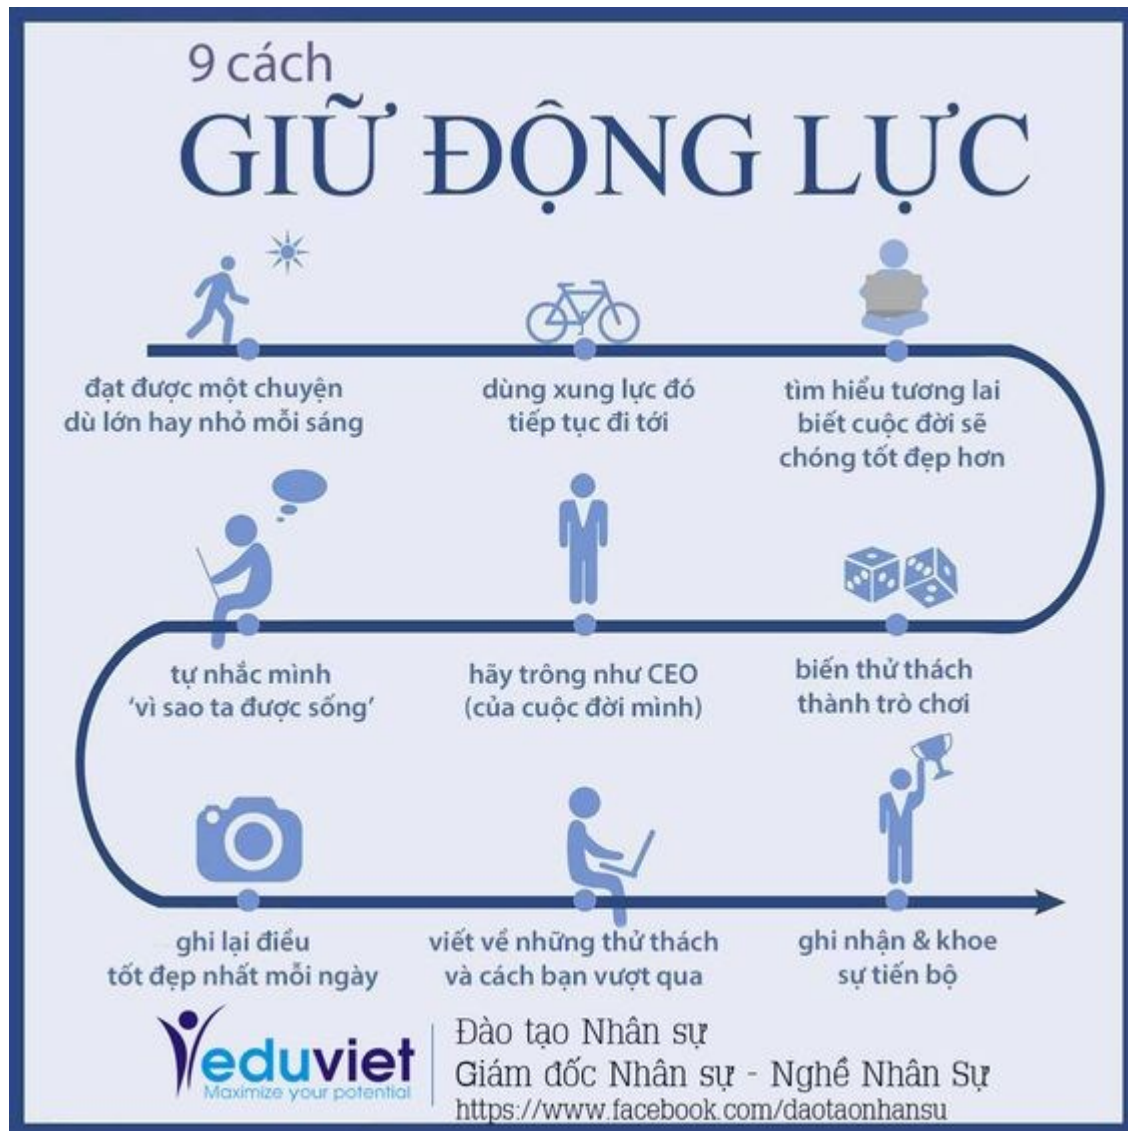 9 cách
GIỮ ĐỘNG LỰC
đạt được một chuyện
dù lớn hay nhỏ mỗi sáng
dùng xung lực đó
tiếp tục đi tới
tìm hiểu tương lai
biết cuộc đời sẽ
chóng tốt đẹp hơn
biến thử thách
thành trò chơi
hãy trông như CEO
(của cuộc đời mình)
tự nhắc mình
‘vì sao ta được sống’
ghi lại điều
tốt đẹp nhất mỗi ngày
viết về những thử thách
và cách bạn vượt qua
ghi nhận & khoe
sự tiến bộ
eduviet
Maximize your potential
Đào tạo Nhân sự
Giám đốc Nhân sự - Nghề Nhân Sự
https://www.facebook.com/daotaonhansu